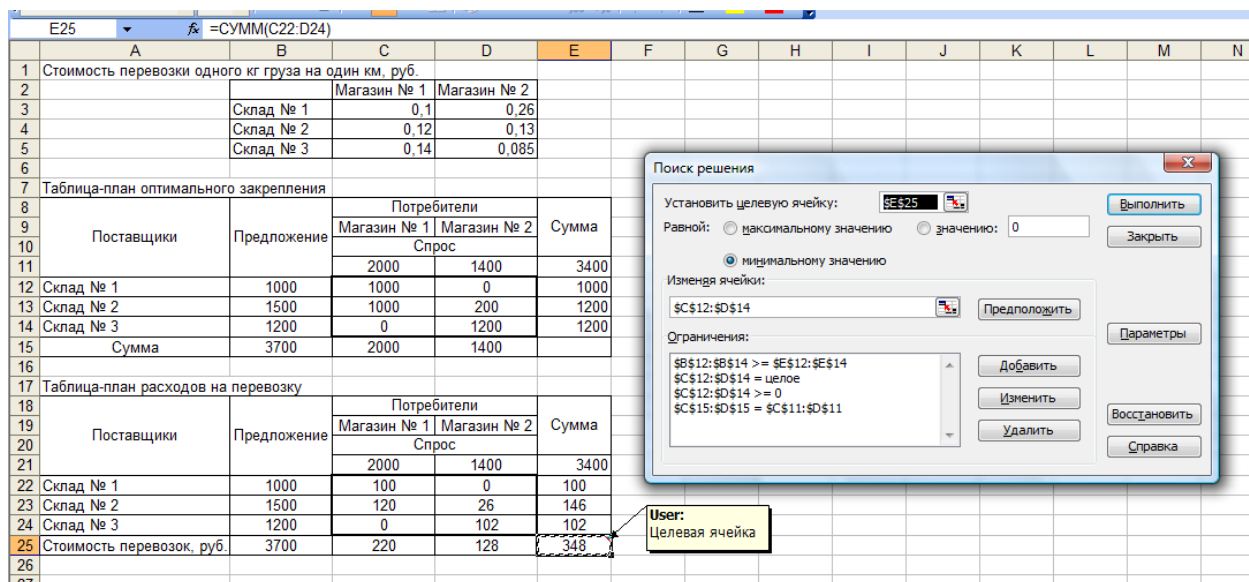 E25 fx =СУММ(C22:D24)
A B C D E F G H I J K L M N
1 Стоимость перевозки одного кг груза на один км, руб.
2 Магазин № 1 Магазин № 2
3 Склад № 1 0,1 0,26
4 Склад № 2 0,12 0,13
5 Склад № 3 0,14 0,085
6
7 Таблица-план оптимального закрепления
8 Потребители
9 Поставщики Предложение Магазин № 1 Магазин № 2 Сумма
10 Спрос
11 2000 1400 3400
12 Склад № 1 1000 1000 0 1000
13 Склад № 2 1500 1000 200 1200
14 Склад № 3 1200 0 1200 1200
15 Сумма 3700 2000 1400
16
17 Таблица-план расходов на перевозку
18 Потребители
19 Поставщики Предложение Магазин № 1 Магазин № 2 Сумма
20 Спрос
21 2000 1400 3400
22 Склад № 1 1000 100 0 100
23 Склад № 2 1500 120 26 146
24 Склад № 3 1200 0 102 102
25 Стоимость перевозок, руб. 3700 220 128 348
26
Поиск решения
Установить целевую ячейку: $E$25 Выполнить
Равной: максимальному значению значению: 0 Закрыть
минимальному значению
Изменяя ячейки:
$C$12:$D$14 Предположить
Параметры
Ограничения:
$B$12:$B$14 >= $E$12:$E$14 Добавить
$C$12:$D$14 = целое
$C$12:$D$14 >= 0 Изменить
$C$15:$D$15 = $C$11:$D$11 Восстановить
Удалить
Справка
User:
Целевая ячейка